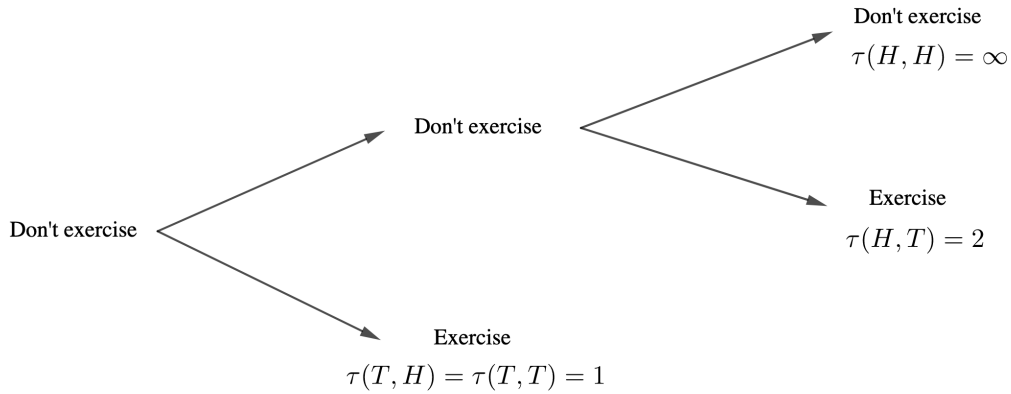 Don't exercise
τ(H, H) = ∞
Don't exercise
Exercise
τ(H, T) = 2
Don't exercise
Exercise
τ(T, H) = τ(T, T) = 1